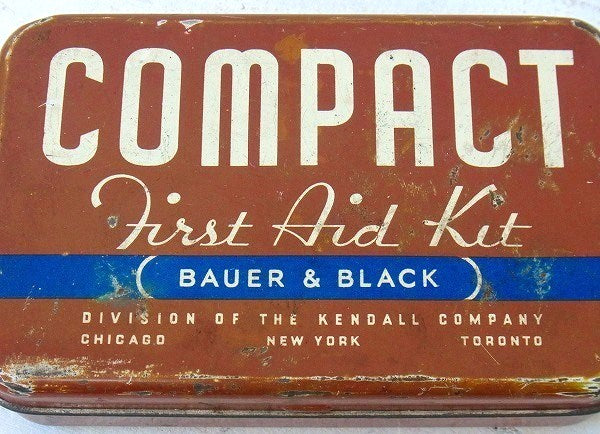 COMPACT
First Aid Kit
BAUER & BLACK
DIVISION OF THE KENDALL COMPANY
CHICAGO NEW YORK TORONTO